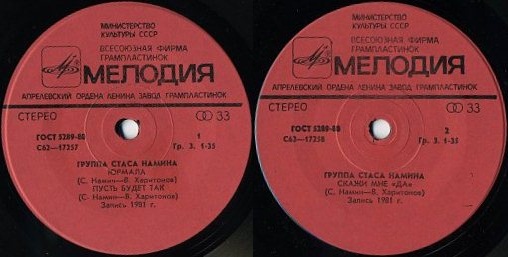 МИНИСТЕРСТВО
КУЛЬТУРЫ СССР
ВСЕСОЮЗНАЯ ФИРМА
ГРАМПЛАСТИНОК
МЕЛОДИЯ
АПРЕЛЕВСКИЙ ОРДЕНА ЛЕНИНА ЗАВОД ГРАМПЛАСТИНОК
СТЕРЕО 33
ГОСТ 5289-80 1
С62—17257 Гр. 3. 1-35
ГРУППА СТАСА НАМИНА
ЮРМАЛА
(С. Намин—В. Харитонов)
ПУСТЬ БУДЕТ ТАК
(С. Намин—В. Харитонов)
Запись 1981 г.
МИНИСТЕРСТВО
КУЛЬТУРЫ СССР
ВСЕСОЮЗНАЯ ФИРМА
ГРАМПЛАСТИНОК
МЕЛОДИЯ
АПРЕЛЕВСКИЙ ОРДЕНА ЛЕНИНА ЗАВОД ГРАМПЛАСТИНОК
СТЕРЕО 33
ГОСТ 5289-80 2
С62—17258 Гр. 3. 1-35
ГРУППА СТАСА НАМИНА
СКАЖИ МНЕ «ДА»
(С. Намин—В. Харитонов)
Запись 1981 г.